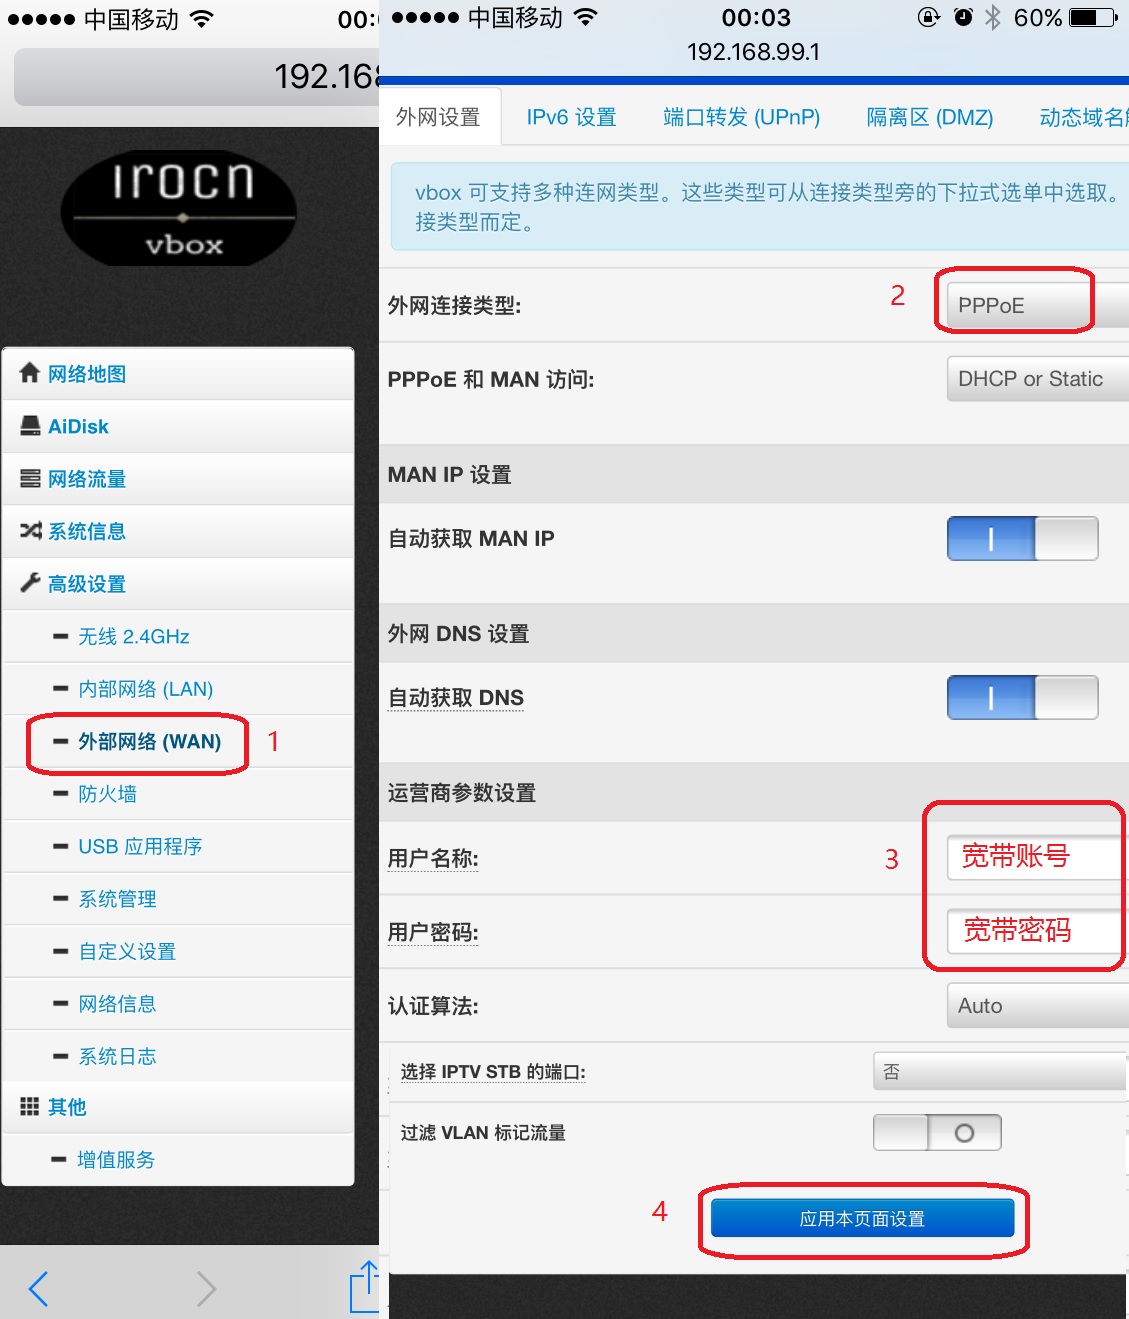 中国移动
00:
192.168
irocn
vbox
网络地图
AiDisk
网络流量
系统信息
高级设置
无线 2.4GHz
内部网络 (LAN)
外部网络 (WAN)
1
防火墙
USB 应用程序
系统管理
自定义设置
网络信息
系统日志
其他
增值服务
中国移动
00:03
60%
192.168.99.1
外网设置
IPv6 设置
端口转发 (UPnP)
隔离区 (DMZ)
动态域名
vbox 可支持多种连网类型。这些类型可从连接类型旁的下拉式选单中选取。
接类型而定。
外网连接类型:
2
PPPoE
PPPoE 和 MAN 访问:
DHCP or Static
MAN IP 设置
自动获取 MAN IP
外网 DNS 设置
自动获取 DNS
运营商参数设置
用户名称:
3
宽带账号
用户密码:
宽带密码
认证算法:
Auto
选择 IPTV STB 的端口:
否
过滤 VLAN 标记流量
4
应用本页面设置